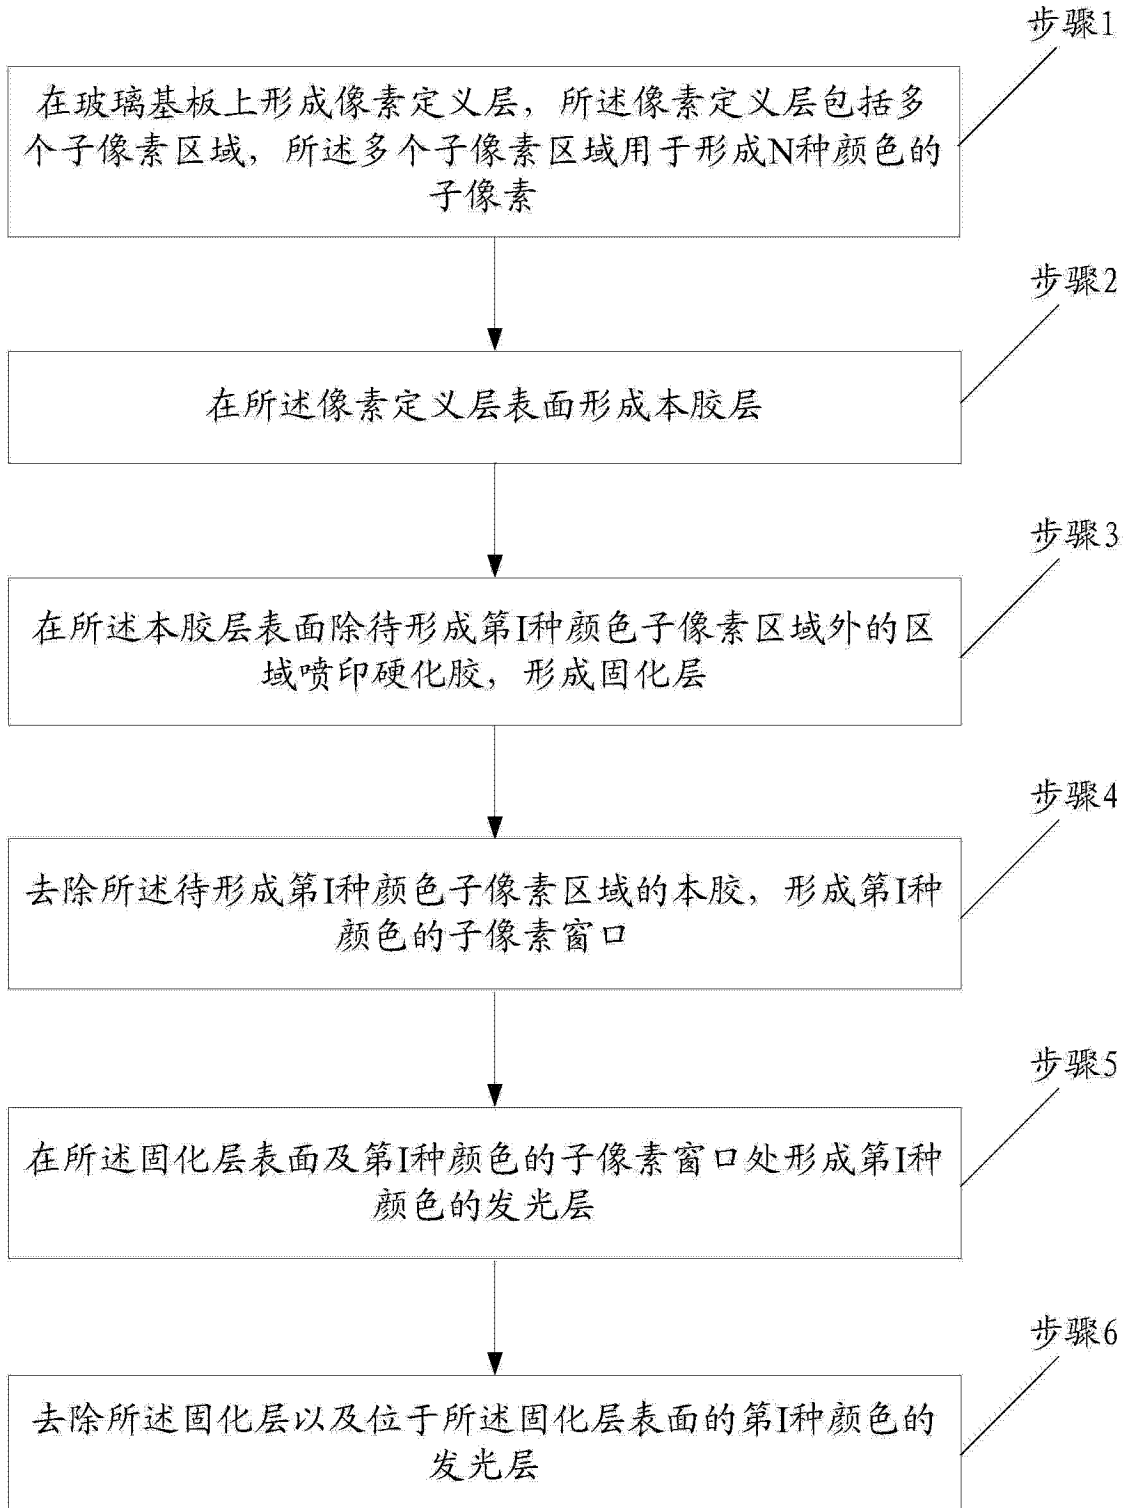 步骤1
在玻璃基板上形成像素定义层，所述像素定义层包括多
个子像素区域，所述多个子像素区域用于形成N种颜色的
子像素
步骤2
在所述像素定义层表面形成本胶层
步骤3
在所述本胶层表面除待形成第I种颜色子像素区域外的区
域喷印硬化胶，形成固化层
步骤4
去除所述待形成第I种颜色子像素区域的本胶，形成第I种
颜色的子像素窗口
步骤5
在所述固化层表面及第I种颜色的子像素窗口处形成第I种
颜色的发光层
步骤6
去除所述固化层以及位于所述固化层表面的第I种颜色的
发光层